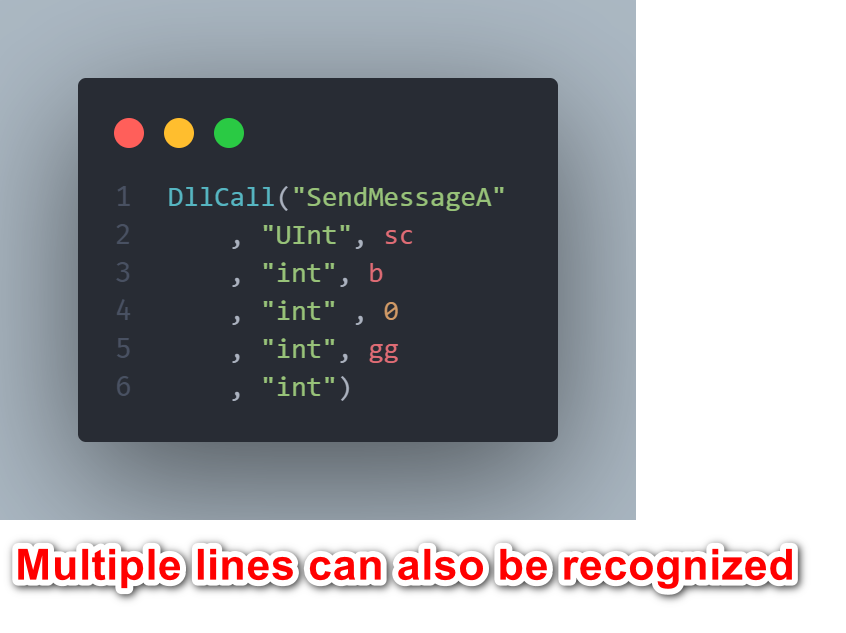 1 DllCall("SendMessageA"
2 , "UInt", sc
3 , "int", b
4 , "int" , 0
5 , "int", gg
6 , "int")
Multiple lines can also be recognized